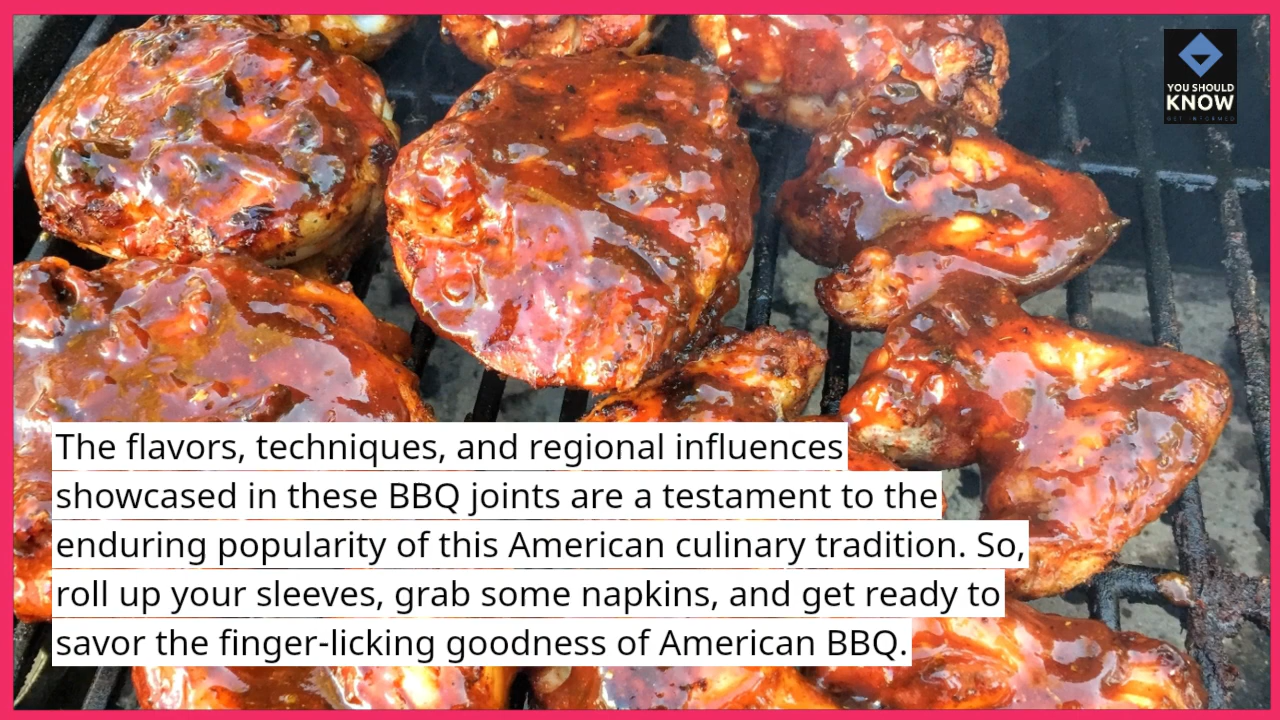 YOU SHOULD
KNOW
GET INFORMED
The flavors, techniques, and regional influences
showcased in these BBQ joints are a testament to the
enduring popularity of this American culinary tradition. So,
roll up your sleeves, grab some napkins, and get ready to
savor the finger-licking goodness of American BBQ.